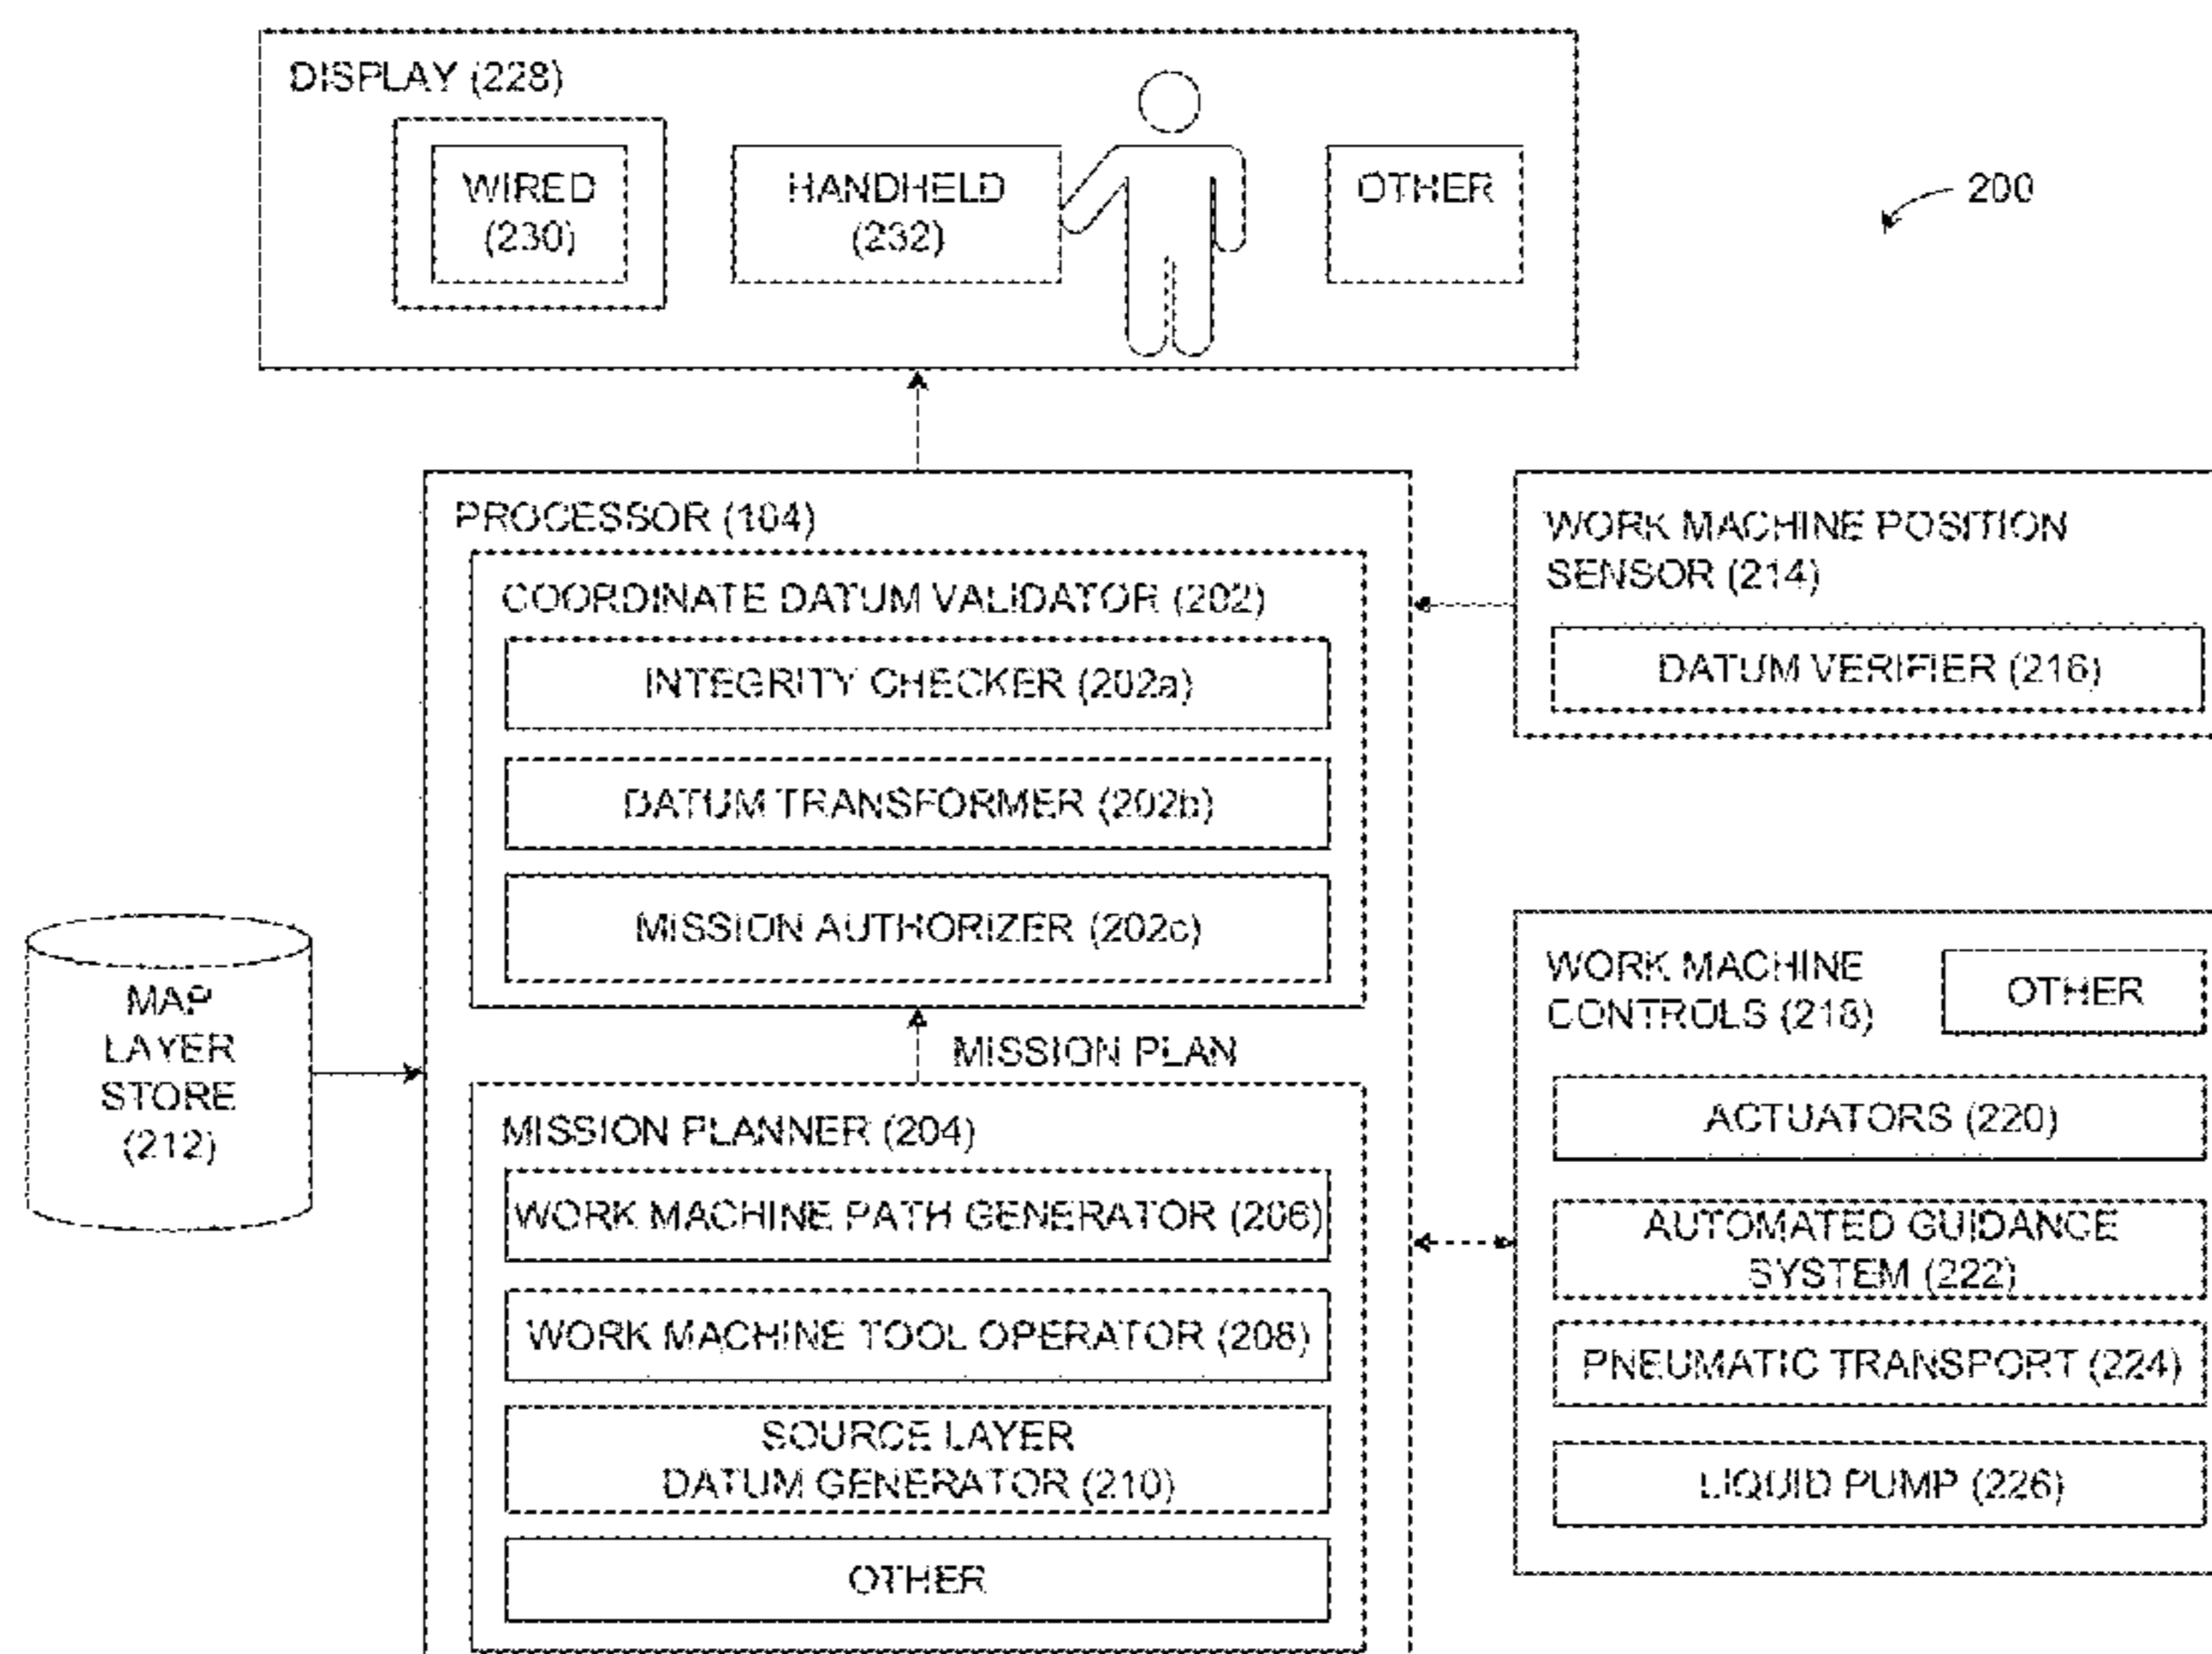 DISPLAY (228)
WIRED
(230)
HANDHELD
(232)
OTHER
200
PROCESSOR (104)
COORDINATE DATUM VALIDATOR (202)
INTEGRITY CHECKER (202a)
DATUM TRANSFORMER (202b)
MISSION AUTHORIZER (202c)
MISSION PLAN
MISSION PLANNER (204)
WORK MACHINE PATH GENERATOR (206)
WORK MACHINE TOOL OPERATOR (208)
SOURCE LAYER
DATUM GENERATOR (210)
OTHER
MAP
LAYER
STORE
(212)
WORK MACHINE POSITION
SENSOR (214)
DATUM VERIFIER (216)
WORK MACHINE
CONTROLS (218)
OTHER
ACTUATORS (220)
AUTOMATED GUIDANCE
SYSTEM (222)
PNEUMATIC TRANSPORT (224)
LIQUID PUMP (226)